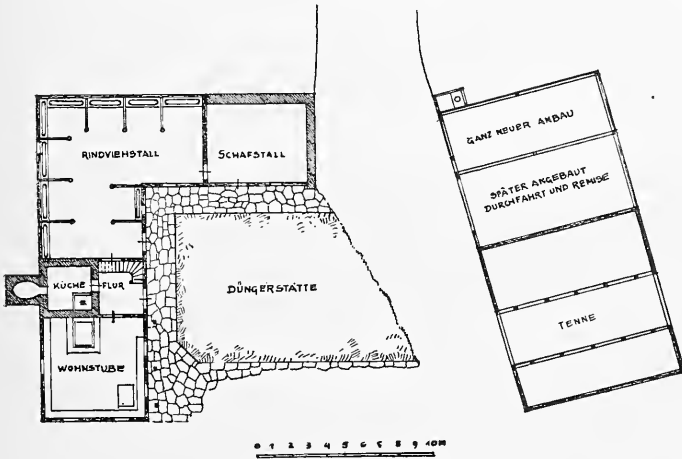 GANZ NEUER ANBAU
RINDVIEHSTALL
SCHAFSTALL
SPÄTER ANGEBAUT
DURCHFAHRT UND REMISE
KÜCHE
FLUR
DÜNGERSTÄTTE
TENNE
WOHNSTUBE
0 1 2 3 4 5 6 7 8 9 10M